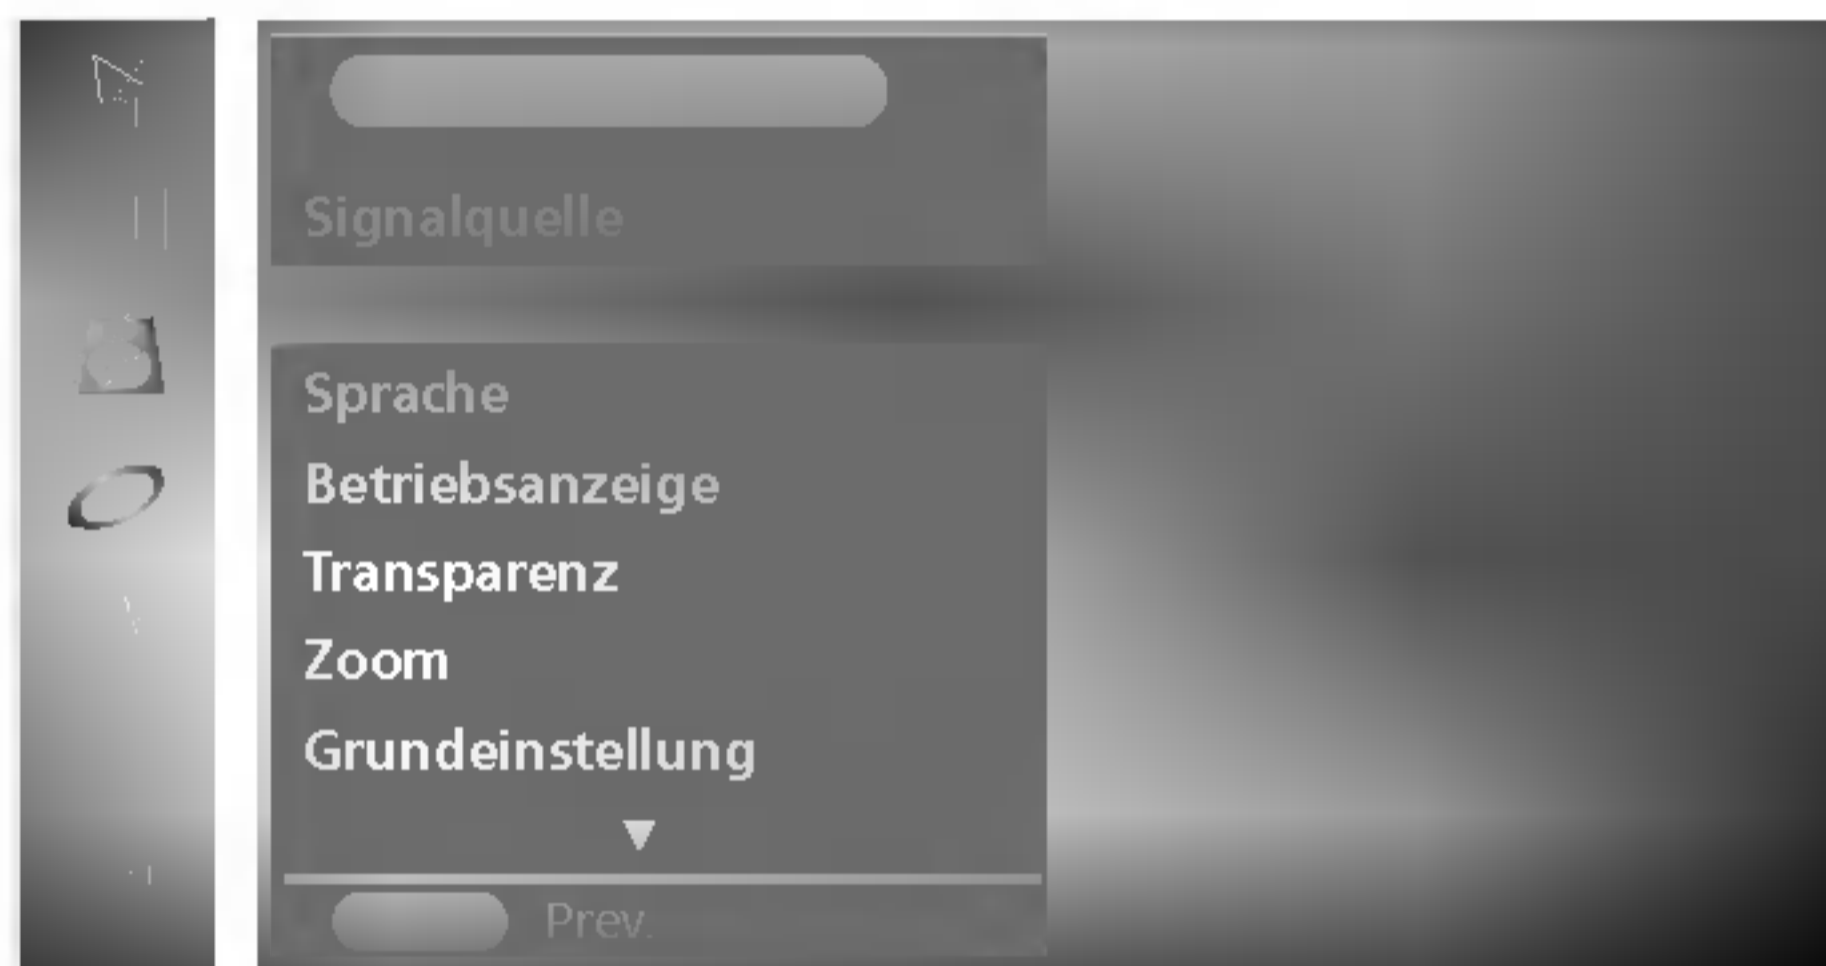 Signalquelle
Sprache
Betriebsanzeige
Transparenz
Zoom
Grundeinstellung
Prev.